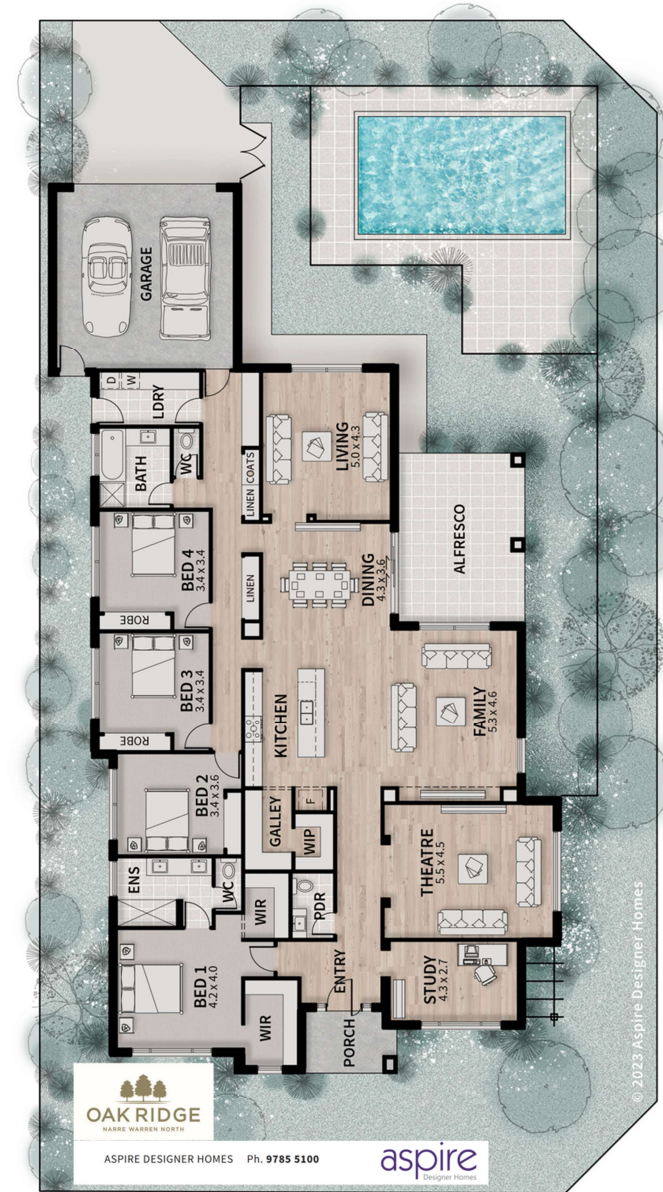 GARAGE
D W
LDRY
BATH
WC
LINEN
COATS
LIVING
5.0 x 4.3
BED 4
3.4 x 3.4
ROBE
LINEN
DINING
4.3 x 3.6
ALFRESCO
BED 3
3.4 x 3.4
ROBE
KITCHEN
FAMILY
5.3 x 4.6
BED 2
3.4 x 3.6
GALLEY
F
WIP
THEATRE
5.5 x 4.5
ENS
WC
WIR
PDR
BED 1
4.2 x 4.0
WIR
ENTRY
STUDY
4.3 x 2.7
PORCH
© 2023 Aspire Designer Homes
OAK RIDGE
NARRE WARREN NORTH
ASPIRE DESIGNER HOMES Ph. 9785 5100
aspire
Designer Homes